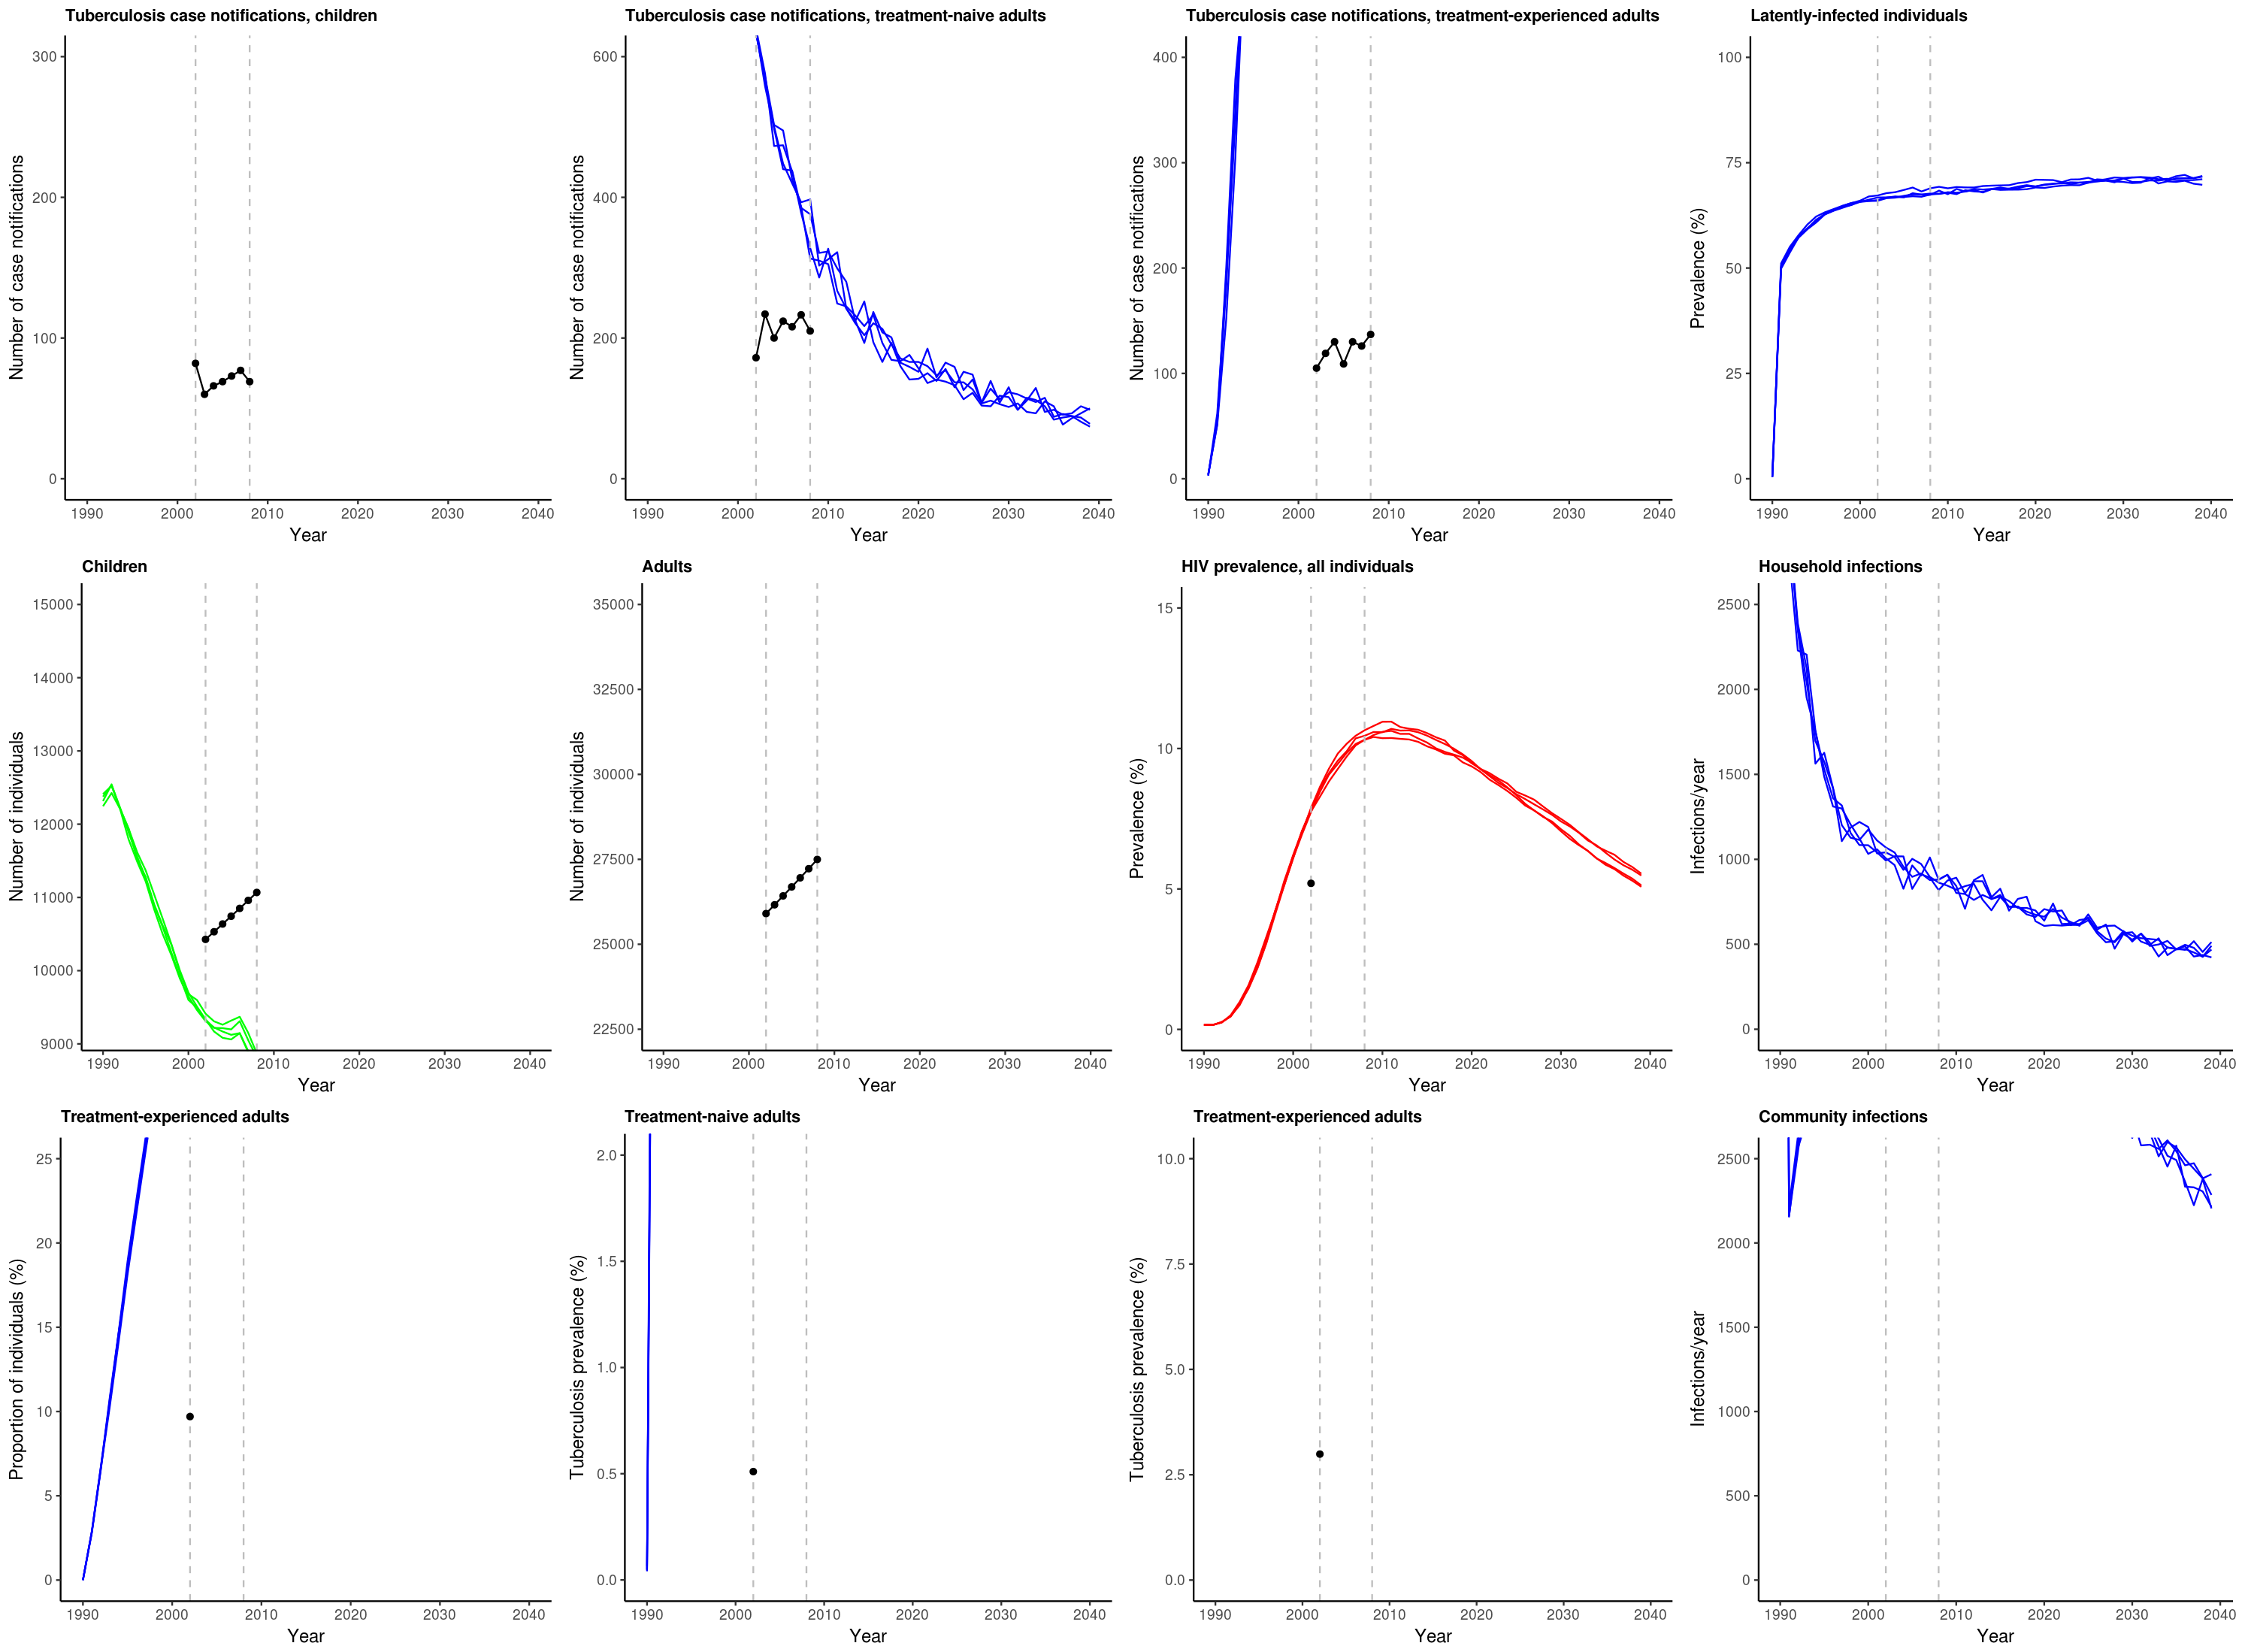 Tuberculosis case notifications, children
Number of case notifications
300
200
100
0
1990 2000 2010 2020 2030 2040
Year
Tuberculosis case notifications, treatment-naive adults
Number of case notifications
600
400
200
0
1990 2000 2010 2020 2030 2040
Year
Tuberculosis case notifications, treatment-experienced adults
Number of case notifications
400
300
200
100
0
1990 2000 2010 2020 2030 2040
Year
Latently-infected individuals
Prevalence (%)
100
75
50
25
0
1990 2000 2010 2020 2030 2040
Year
Children
Number of individuals
15000
14000
13000
12000
11000
10000
9000
1990 2000 2010 2020 2030 2040
Year
Adults
Number of individuals
35000
32500
30000
27500
25000
22500
1990 2000 2010 2020 2030 2040
Year
HIV prevalence, all individuals
Prevalence (%)
15
10
5
0
1990 2000 2010 2020 2030 2040
Year
Household infections
Infections/year
2500
2000
1500
1000
500
0
1990 2000 2010 2020 2030 2040
Year
Treatment-experienced adults
Proportion of individuals (%)
25
20
15
10
5
0
1990 2000 2010 2020 2030 2040
Year
Treatment-naive adults
Tuberculosis prevalence (%)
2.0
1.5
1.0
0.5
0.0
1990 2000 2010 2020 2030 2040
Year
Treatment-experienced adults
Tuberculosis prevalence (%)
10.0
7.5
5.0
2.5
0.0
1990 2000 2010 2020 2030 2040
Year
Community infections
Infections/year
2500
2000
1500
1000
500
0
1990 2000 2010 2020 2030 2040
Year